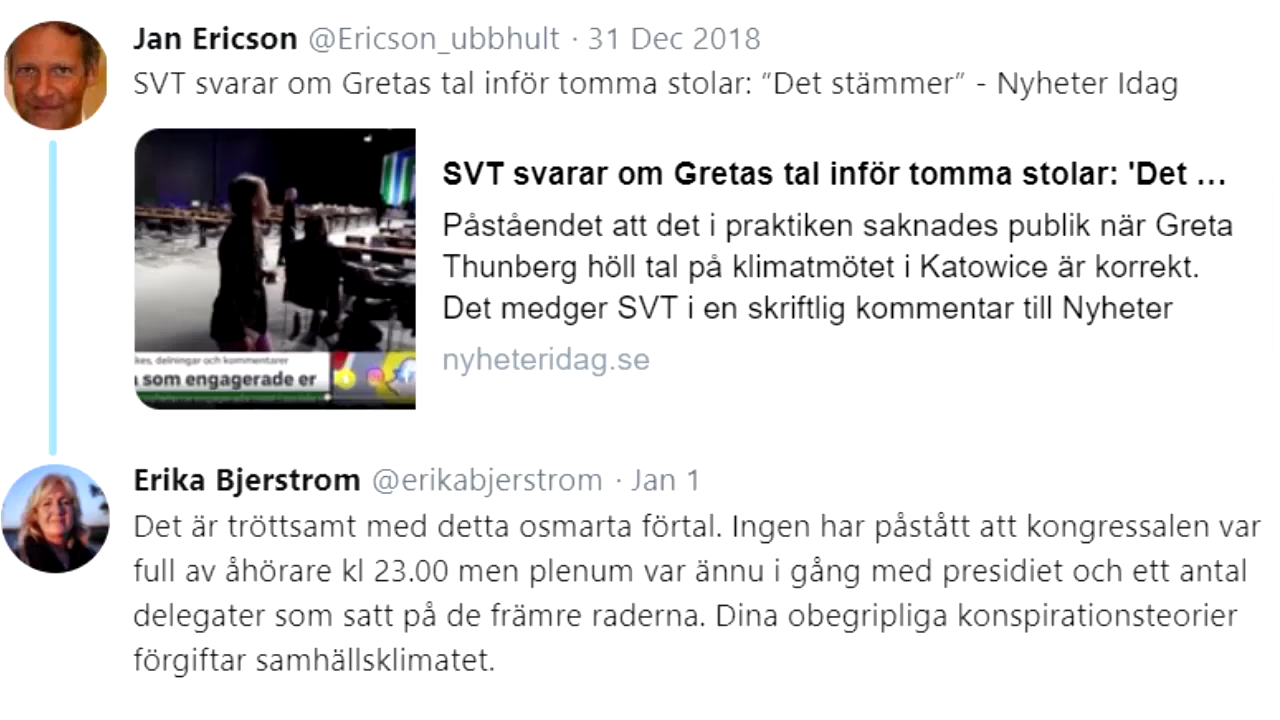 Jan Ericson @Ericson_ubbhult · 31 Dec 2018
SVT svarar om Gretas tal inför tomma stolar: ”Det stämmer” - Nyheter Idag
SVT svarar om Gretas tal inför tomma stolar: 'Det ...
Påståendet att det i praktiken saknades publik när Greta
Thunberg höll tal på klimatmötet i Katowice är korrekt.
Det medger SVT i en skriftlig kommentar till Nyheter
nyheteridag.se
kes, delningar och kommentarer
som engagerade er
Erika Bjerstrom @erikabjerstrom · Jan 1
Det är tröttsamt med detta osmarta förtal. Ingen har påstått att kongressalen var
full av åhörare kl 23.00 men plenum var ännu i gång med presidiet och ett antal
delegater som satt på de främre raderna. Dina obegripliga konspirationsteorier
förgiftar samhällsklimatet.